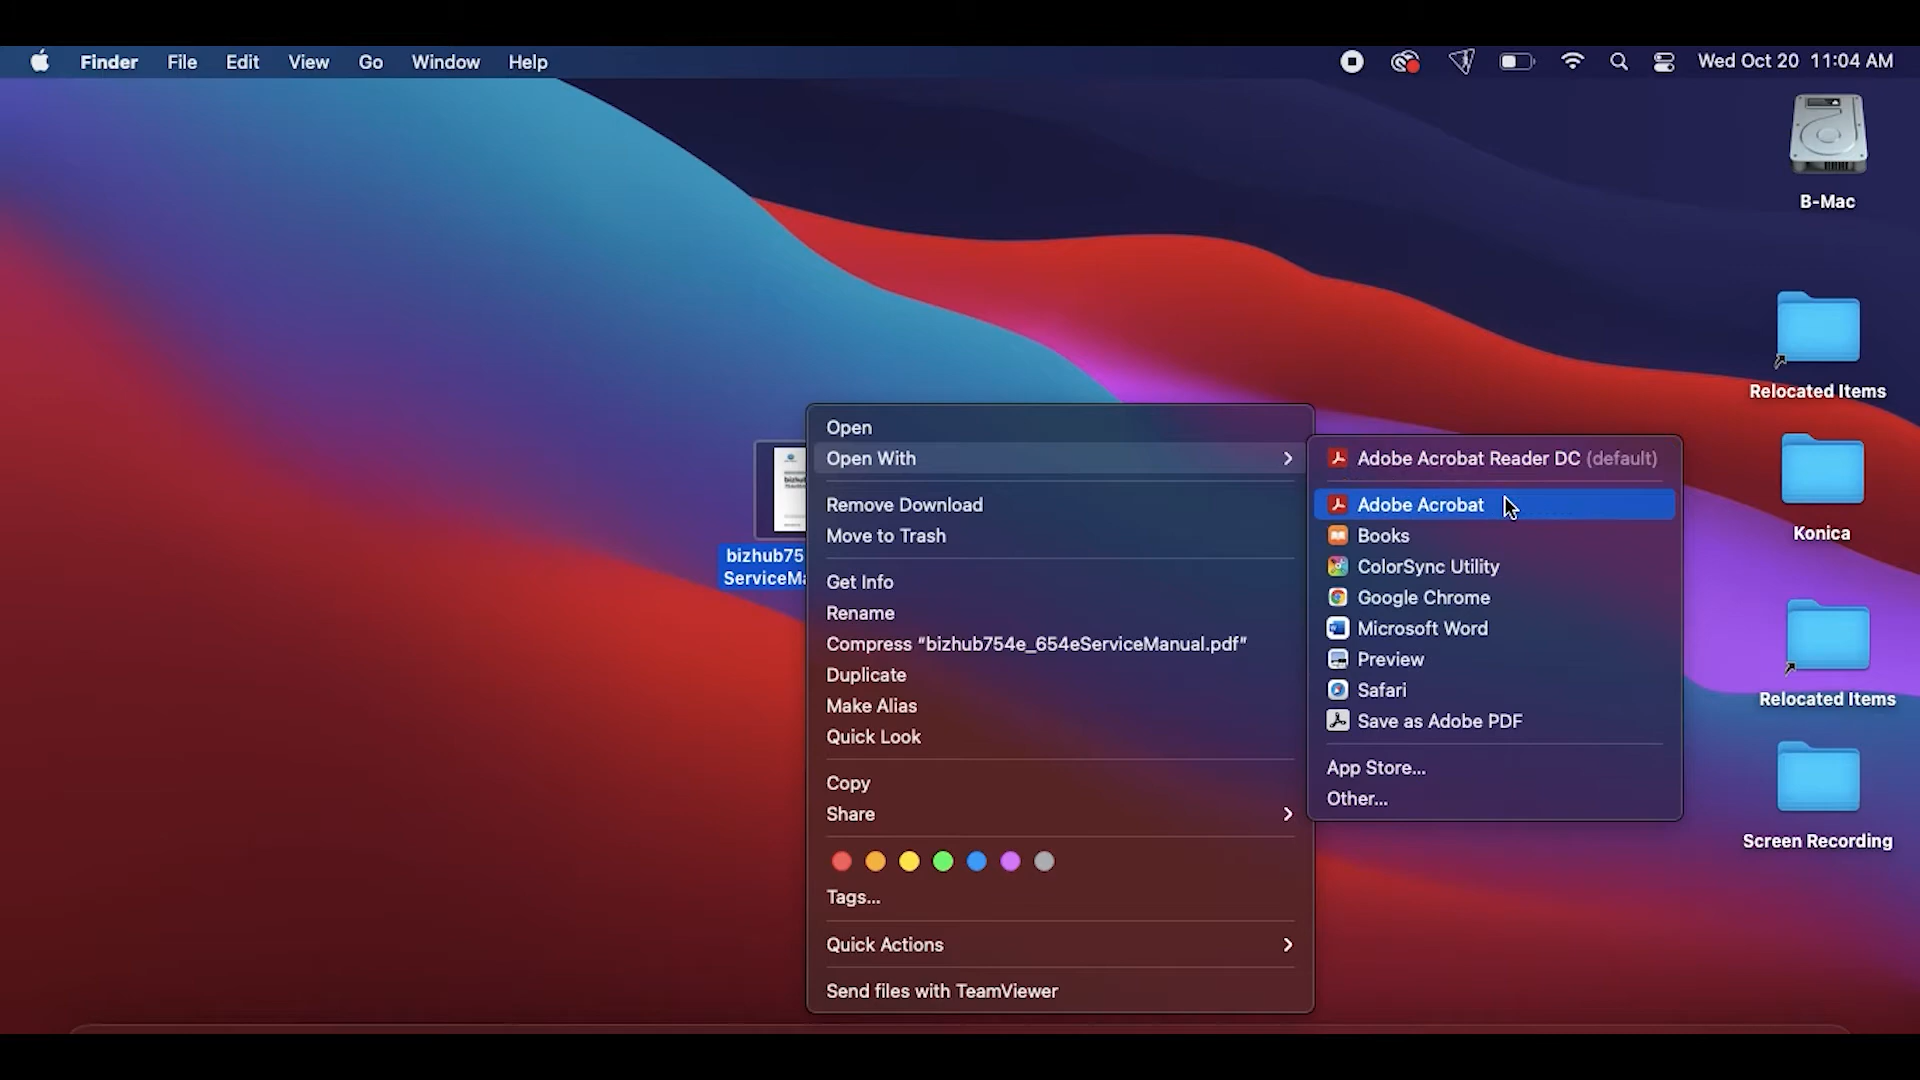 Finder File Edit View Go Window Help Wed Oct 20 11:04 AM
B-Mac
Relocated Items
Konica
Relocated Items
Screen Recording
bizhub75
ServiceMa
Open
Open With
Remove Download
Move to Trash
Get Info
Rename
Compress “bizhub754e_654eServiceManual.pdf”
Duplicate
Make Alias
Quick Look
Copy
Share
Tags...
Quick Actions
Send files with TeamViewer
Adobe Acrobat Reader DC (default)
Adobe Acrobat
Books
ColorSync Utility
Google Chrome
Microsoft Word
Preview
Safari
Save as Adobe PDF
App Store...
Other...